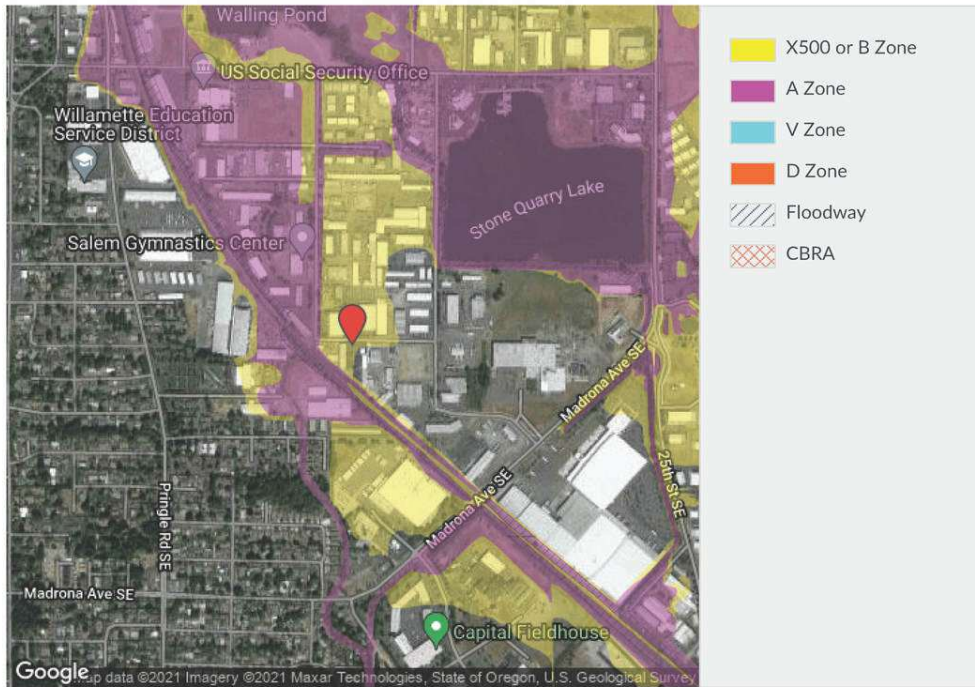 Walling Pond
US Social Security Office
Willamette Education
Service District
Stone Quarry Lake
Salem Gymnastics Center
Madrona Ave SE
25th St SE
Madrona Ave SE
Pringle Rd SE
Madrona Ave SE
Capital Fieldhouse
Google
Map data ©2021 Imagery ©2021 Maxar Technologies, State of Oregon, U.S. Geological Survey
X500 or B Zone
A Zone
V Zone
D Zone
Floodway
CBRA